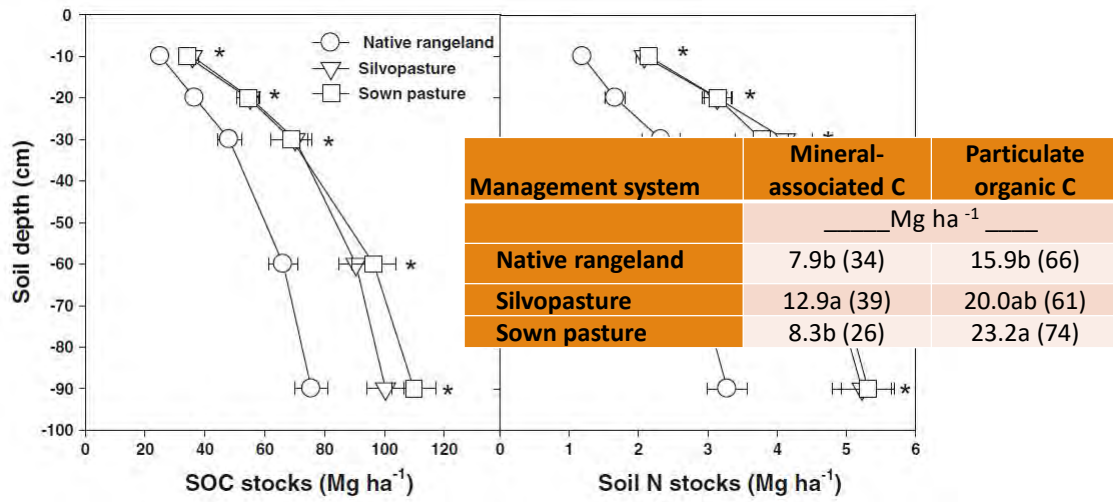 0
-10
-20
-30
-40
-50
-60
-70
-80
-90
-100
Soil depth (cm)
Native rangeland
Silvopasture
Sown pasture
*
*
*
*
*
0
20
40
60
80
100
120
SOC stocks (Mg ha-1)
*
*
*
*
1
2
3
4
5
6
Soil N stocks (Mg ha-1)
Management system
Mineral-
associated C
Particulate
organic C
_____Mg ha -1 ____
Native rangeland 7.9b (34) 15.9b (66)
Silvopasture 12.9a (39) 20.0ab (61)
Sown pasture 8.3b (26) 23.2a (74)